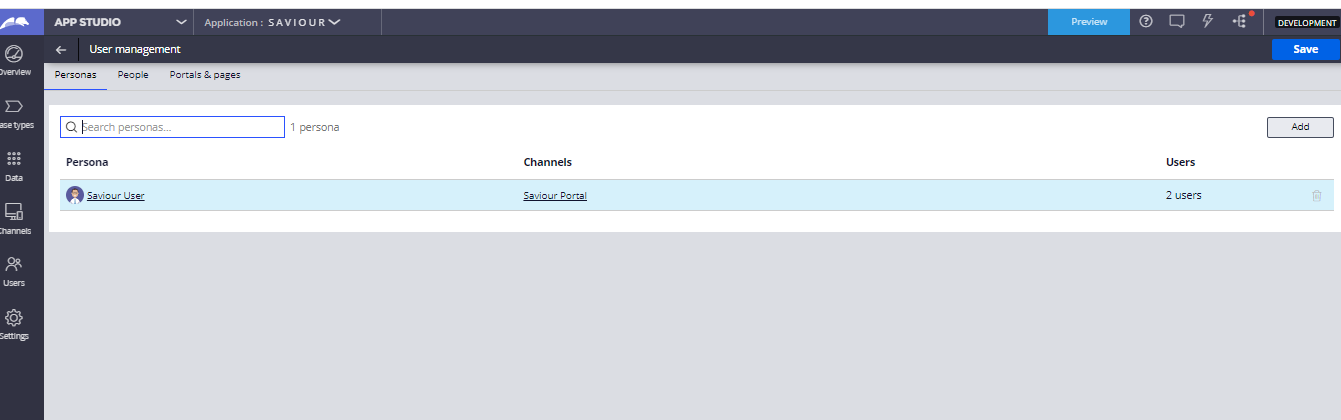 APP STUDIO
Application : SAVIOUR
Preview
DEVELOPMENT
User management
Save
Overview
Personas
People
Portals & pages
ase types
Search personas...
1 persona
Add
Persona
Channels
Users
Data
Saviour User
Saviour Portal
2 users
Channels
Users
Settings